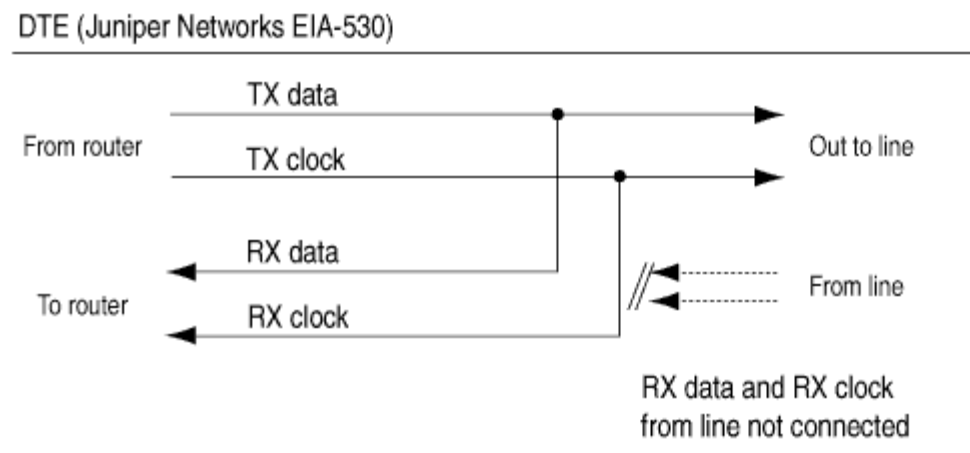 DTE (Juniper Networks EIA-530)
TX data
From router
Out to line
TX clock
RX data
From line
To router
RX clock
RX data and RX clock
from line not connected